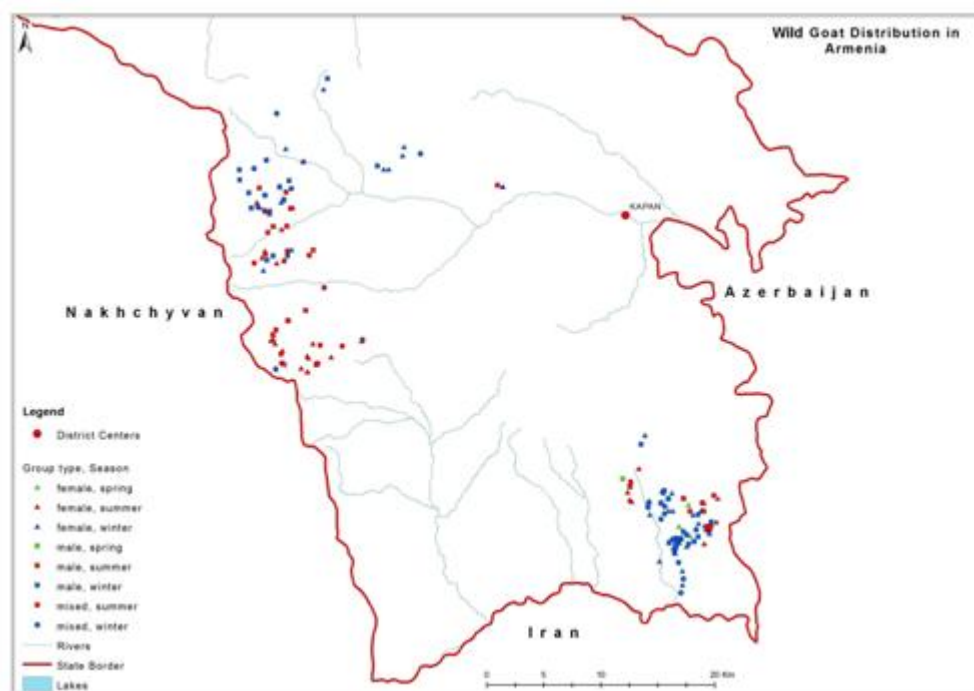 N
Wild Goat Distribution in
Armenia
KAPAN
Nakhchyvan
Azerbaijan
Legend
District Centers
Group type, Season
female, spring
female, summer
female, winter
male, spring
male, summer
male, winter
mixed, summer
mixed, winter
Rivers
State Border
Lakes
Iran
0 5 10 20 Km